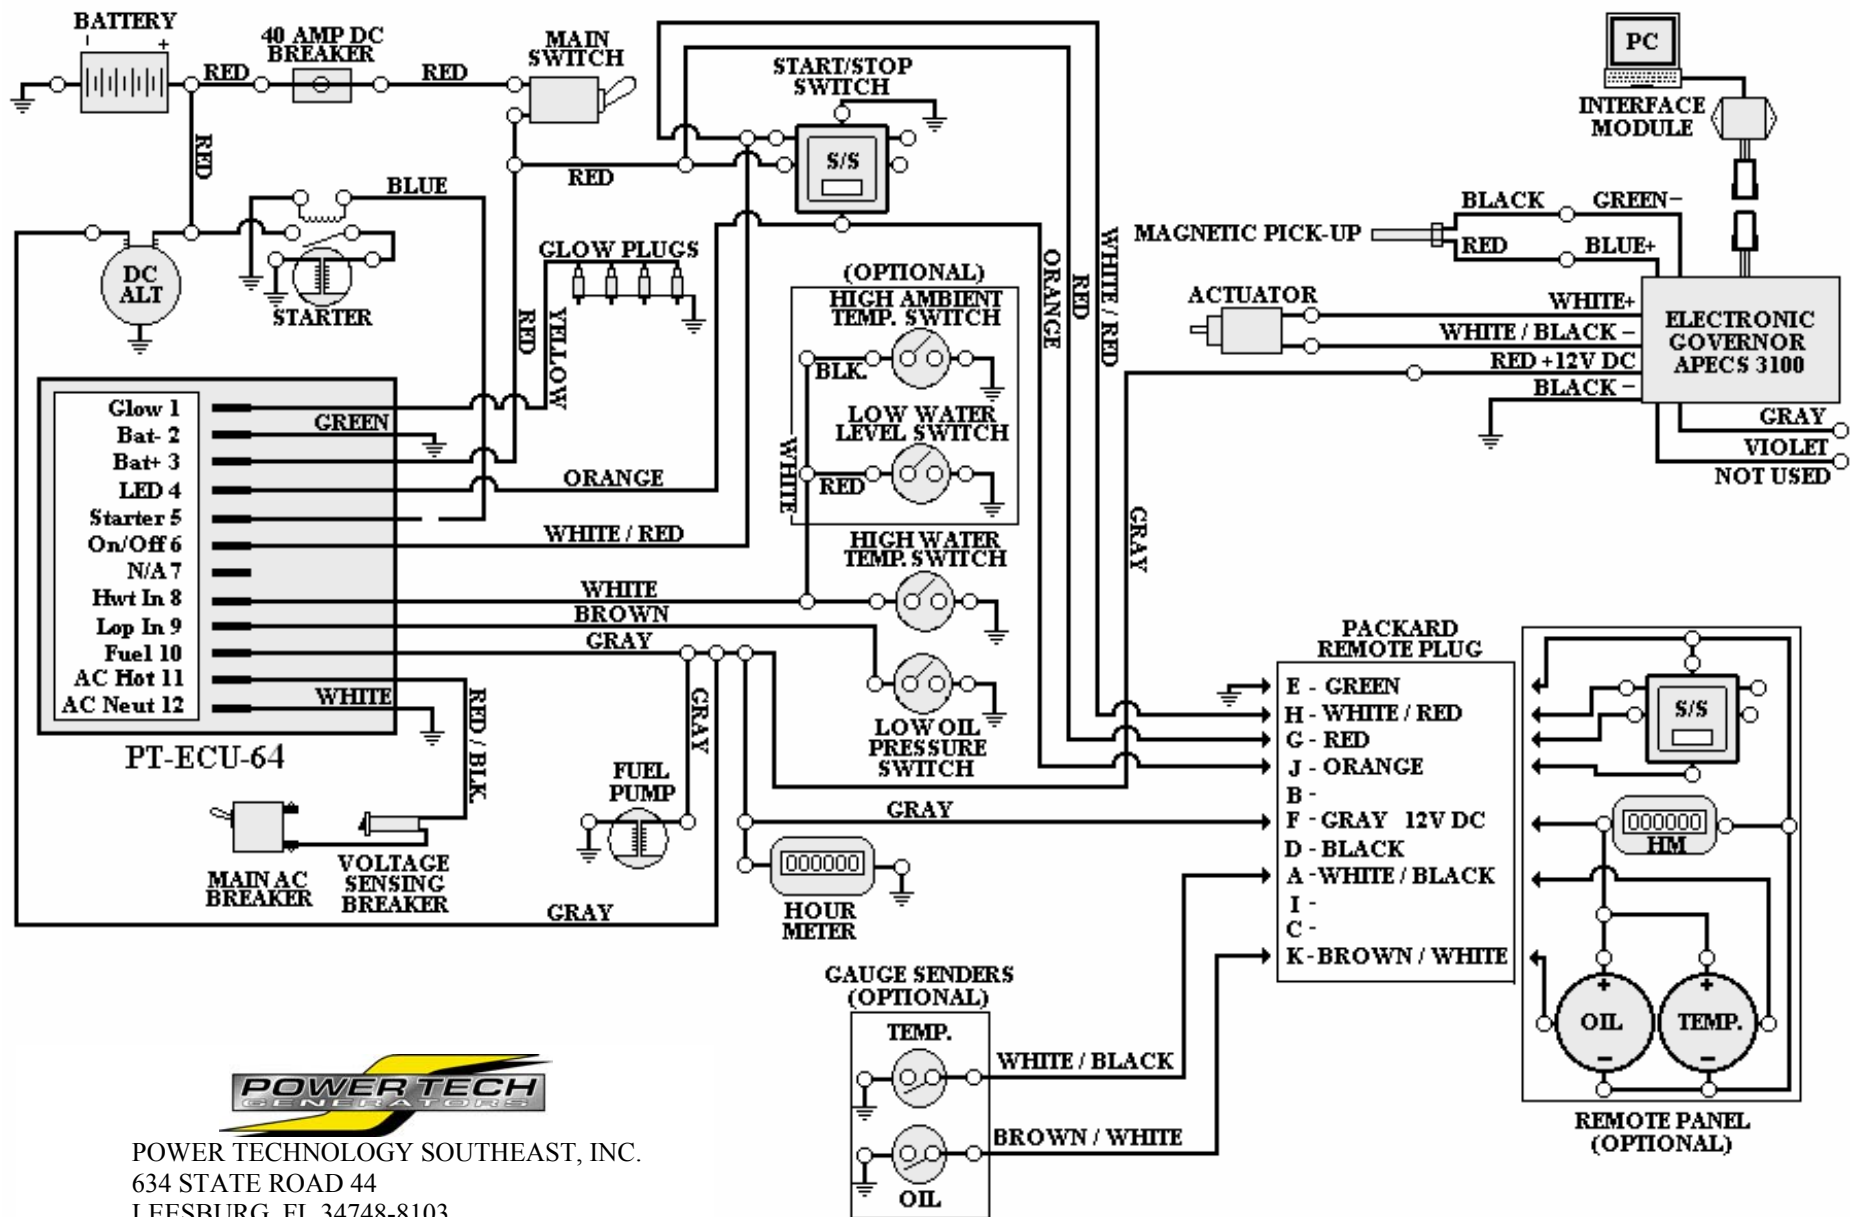 BATTERY
- +
RED
40 AMP DC
BREAKER
RED
MAIN
SWITCH
RED
BLUE
DC
ALT
STARTER
RED
START/STOP
SWITCH
S/S
GLOW PLUGS
RED
YELLOW
ORANGE
RED
WHITE / RED
PC
INTERFACE
MODULE
MAGNETIC PICK-UP
BLACK
GREEN-
RED
BLUE+
ACTUATOR
WHITE+
WHITE / BLACK -
RED +12V DC
BLACK -
ELECTRONIC
GOVERNOR
APECS 3100
GRAY
VIOLET
NOT USED
(OPTIONAL)
HIGH AMBIENT
TEMP. SWITCH
BLK.
LOW WATER
LEVEL SWITCH
RED
WHITE
HIGH WATER
TEMP. SWITCH
LOW OIL
PRESSURE
SWITCH
Glow 1
Bat- 2
Bat+ 3
LED 4
Starter 5
On/Off 6
N/A 7
Hwt In 8
Lop In 9
Fuel 10
AC Hot 11
AC Neut 12
PT-ECU-64
GREEN
ORANGE
WHITE / RED
WHITE
BROWN
GRAY
WHITE
RED / BLK.
GRAY
GRAY
MAIN AC
BREAKER
VOLTAGE
SENSING
BREAKER
FUEL
PUMP
GRAY
GRAY
000000
HOUR
METER
PACKARD
REMOTE PLUG
E - GREEN
H - WHITE / RED
G - RED
J - ORANGE
B -
F - GRAY 12V DC
D - BLACK
A - WHITE / BLACK
I -
C -
K - BROWN / WHITE
S/S
000000
HM
+
OIL
-
+
TEMP.
-
REMOTE PANEL
(OPTIONAL)
GAUGE SENDERS
(OPTIONAL)
TEMP.
WHITE / BLACK
BROWN / WHITE
OIL
POWER TECH
GENERATORS
POWER TECHNOLOGY SOUTHEAST, INC.
634 STATE ROAD 44
LEESBURG, FL 34748-8103